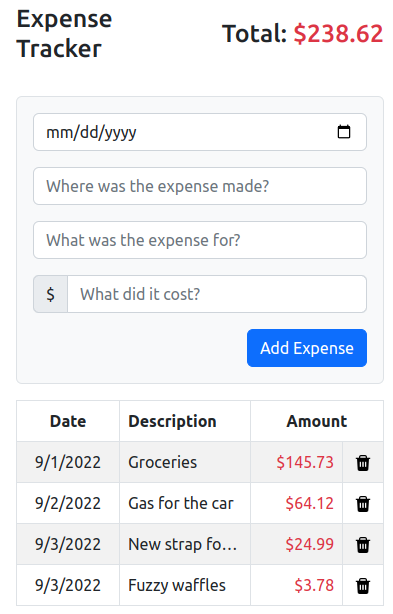 Expense
Tracker
Total: $238.62
mm/dd/yyyy
Where was the expense made?
What was the expense for?
$ What did it cost?
Add Expense
Date Description Amount
9/1/2022 Groceries $145.73
9/2/2022 Gas for the car $64.12
9/3/2022 New strap fo… $24.99
9/3/2022 Fuzzy waffles $3.78